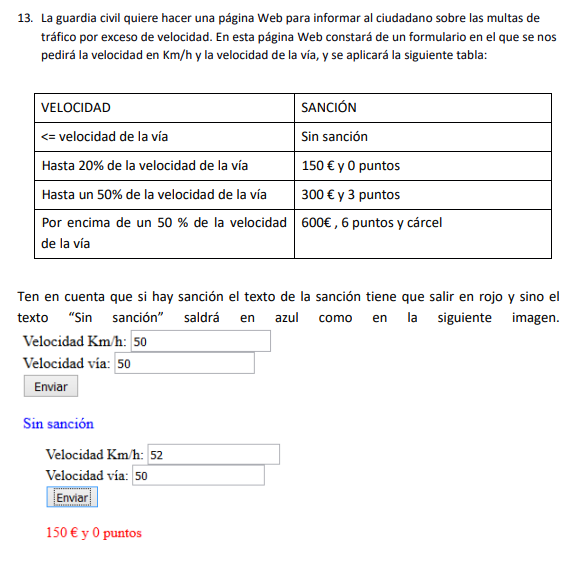 13. La guardia civil quiere hacer una página Web para informar al ciudadano sobre las multas de
tráfico por exceso de velocidad. En esta página Web constará de un formulario en el que se nos
pedirá la velocidad en Km/h y la velocidad de la vía, y se aplicará la siguiente tabla:
VELOCIDAD SANCIÓN
<= velocidad de la vía Sin sanción
Hasta 20% de la velocidad de la vía 150 € y 0 puntos
Hasta un 50% de la velocidad de la vía 300 € y 3 puntos
Por encima de un 50 % de la velocidad 600€ , 6 puntos y cárcel
de la vía
Ten en cuenta que si hay sanción el texto de la sanción tiene que salir en rojo y sino el
texto “Sin sanción” saldrá en azul como en la siguiente imagen.
Velocidad Km/h: 50
Velocidad vía: 50
Enviar
Sin sanción
Velocidad Km/h: 52
Velocidad vía: 50
Enviar
150 € y 0 puntos